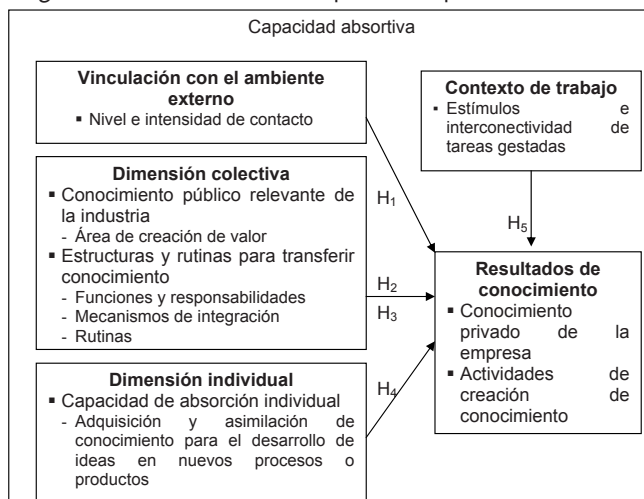 Capacidad absortiva
Vinculación con el ambiente
externo
▪ Nivel e intensidad de contacto
Dimensión colectiva
▪ Conocimiento público relevante de
la industria
- Área de creación de valor
▪ Estructuras y rutinas para transferir
conocimiento
- Funciones y responsabilidades
- Mecanismos de integración
- Rutinas
Dimensión individual
▪ Capacidad de absorción individual
- Adquisición y asimilación de
conocimiento para el desarrollo de
ideas en nuevos procesos o
productos
H₁
H₂
H₃
H₄
Contexto de trabajo
▪ Estímulos e
interconectividad de
tareas gestadas
H₅
Resultados de
conocimiento
▪ Conocimiento
privado de la
empresa
▪ Actividades de
creación de
conocimiento